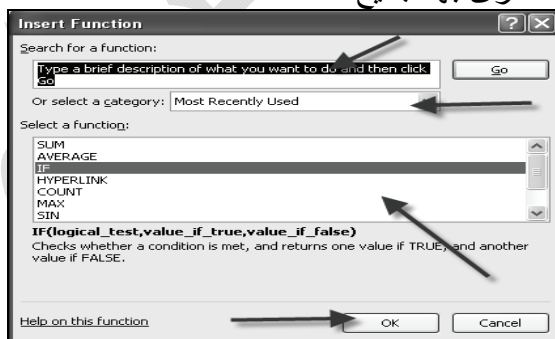 Insert Function
Search for a function:
Type a brief description of what you want to do and then click
Go
Go
Or select a category: Most Recently Used
Select a function:
SUM
AVERAGE
IF
HYPERLINK
COUNT
MAX
SIN
IF(logical_test,value_if_true,value_if_false)
Checks whether a condition is met, and returns one value if TRUE, and another
value if FALSE.
Help on this function
OK
Cancel